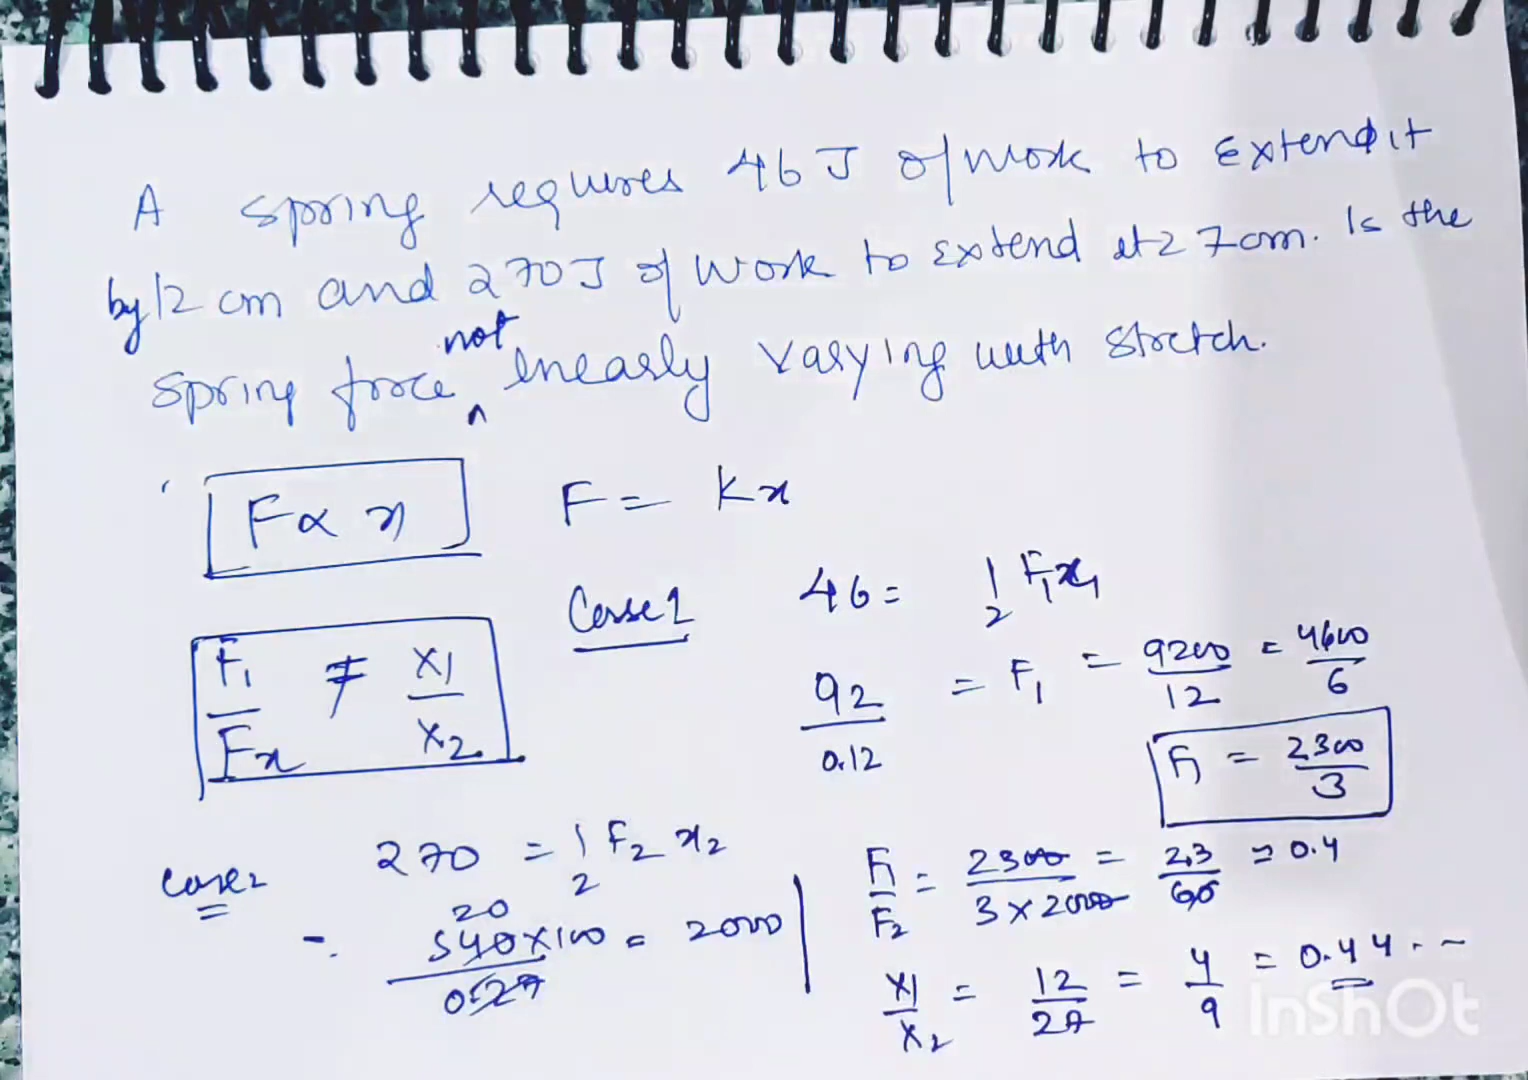 A spring requires 46 J of work to Extend it
by 12 cm and 270 J of work to extend it 27 cm. Is the
spring force not linearly varying with stretch.
F ∝ x F = Kx
Case 1 46 = 1/2 F1x1
F1/Fx ≠ x1/x2 92/0.12 = F1 = 9200/12 = 4600/6
F1 = 2300/3
Case 2 270 = 1/2 F2 x2
= 540×100/0.27 = 2000
20
F1/F2 = 2300/3×2000 = 23/60 = 0.4
x1/x2 = 12/27 = 4/9 = 0.44..
InShOt